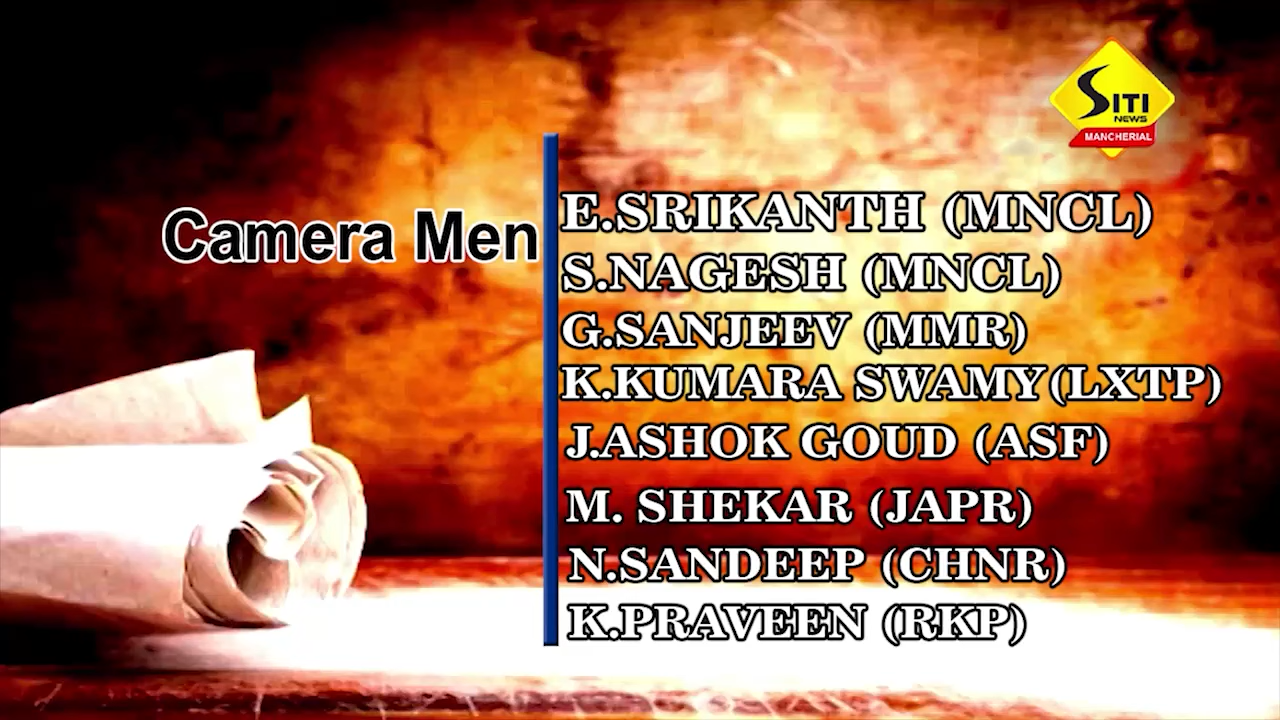 SITI
NEWS
MANCHERIAL
Camera Men
E.SRIKANTH (MNCL)
S.NAGESH (MNCL)
G.SANJEEV (MMR)
K.KUMARA SWAMY(LXTP)
J.ASHOK GOUD (ASF)
M. SHEKAR (JAPR)
N.SANDEEP (CHNR)
K.PRAVEEN (RKP)